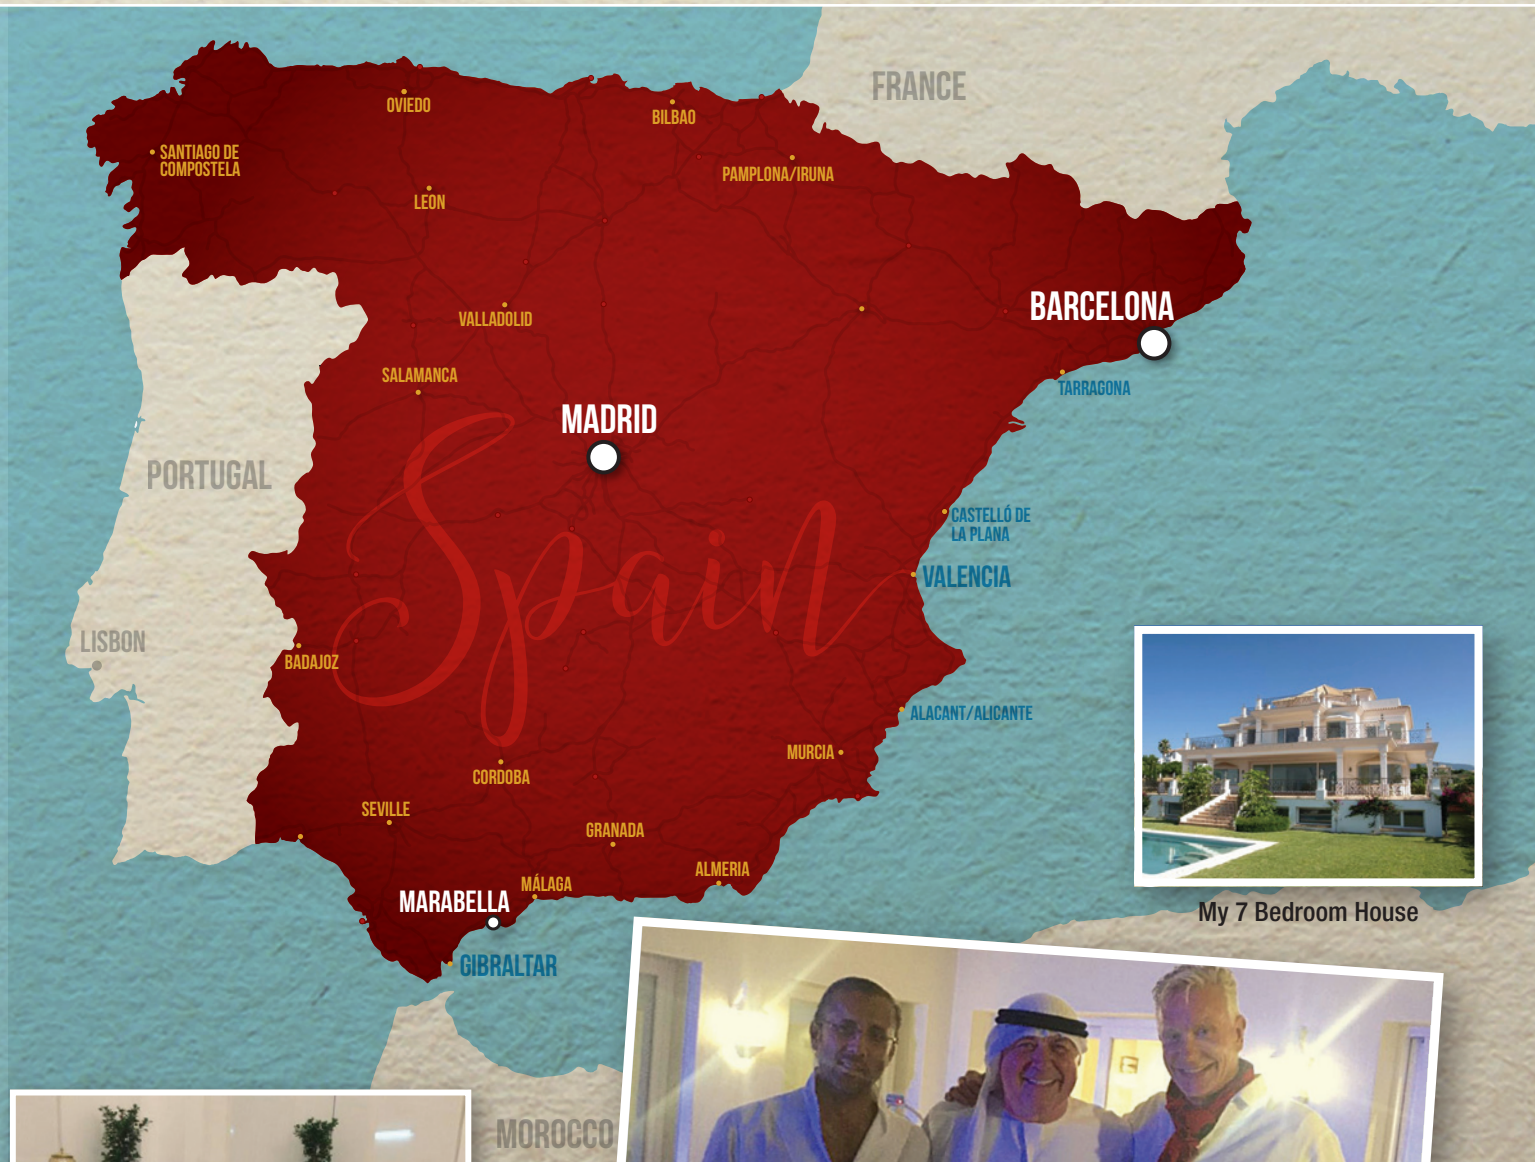 FRANCE
OVIEDO
BILBAO
SANTIAGO DE
COMPOSTELA
PAMPLONA/IRUNA
LEON
BARCELONA
VALLADOLID
SALAMANCA
TARRAGONA
MADRID
PORTUGAL
Spain
CASTELLÓ DE
LA PLANA
VALENCIA
LISBON
BADAJOZ
ALACANT/ALICANTE
MURCIA
CORDOBA
SEVILLE
GRANADA
ALMERIA
MÁLAGA
MARABELLA
My 7 Bedroom House
GIBRALTAR
MOROCCO